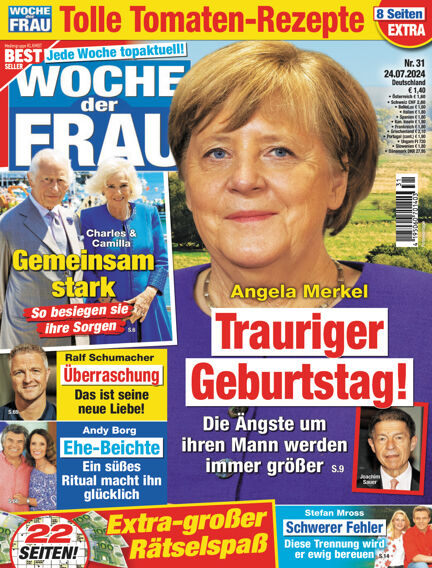 WOCHE
der
FRAU
Tolle Tomaten-Rezepte
8 Seiten
EXTRA
Mediengruppe KLAMBT
BEST
SELLER
Jede Woche topaktuell!
WOCHE
der
FRAU
Nr. 31
24.07.2024
Deutschland
€ 1,40
Charles &
Camilla
Gemeinsam
stark
So besiegen sie
ihre Sorgen S.6
Angela Merkel
Trauriger
Geburtstag!
Die Ängste um
ihren Mann werden
immer größer S.9
Joachim
Sauer
Ralf Schumacher
Überraschung
Das ist seine
neue Liebe!
Andy Borg
Ehe-Beichte
Ein süßes
Ritual macht ihn
glücklich
22
SEITEN!
Extra-großer
Rätselspaß
Stefan Mross
Schwerer Fehler
Diese Trennung wird
er ewig bereuen S.14